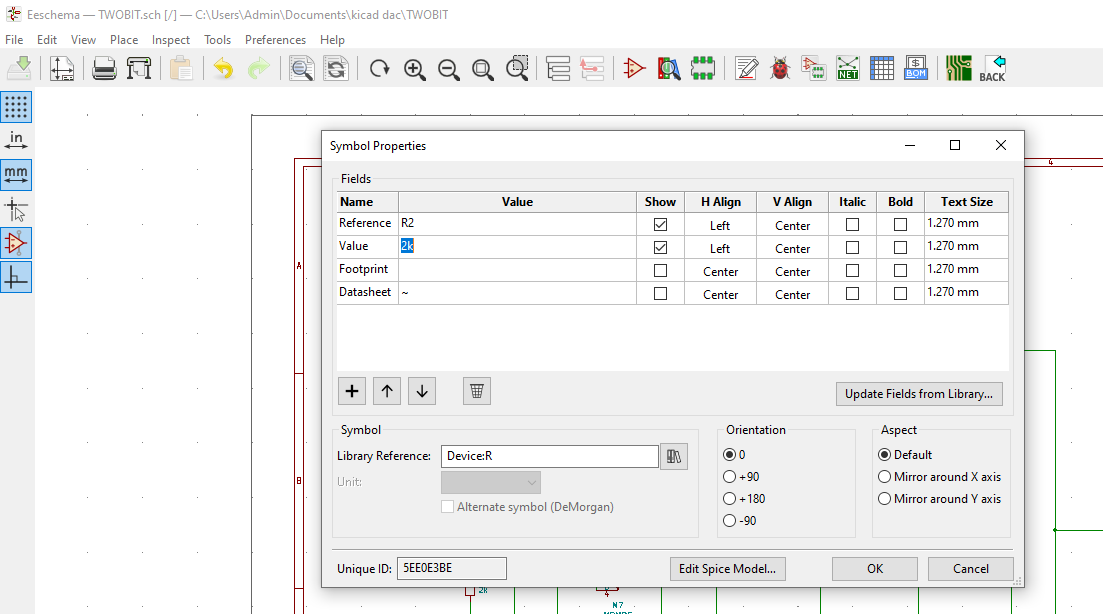 Eeschema — TWOBIT.sch [/] — C:\Users\Admin\Documents\kicad dac\TWOBIT
File Edit View Place Inspect Tools Preferences Help
NET
BOM
BACK
in
mm
Symbol Properties
4
Fields
Name Value Show H Align V Align Italic Bold Text Size
Reference R2 Left Center 1.270 mm
Value 2k Left Center 1.270 mm
Footprint Center Center 1.270 mm
Datasheet ~ Center Center 1.270 mm
A
Update Fields from Library...
Symbol Orientation Aspect
Library Reference: Device:R 0 Default
B
Unit: +90 Mirror around X axis
Alternate symbol (DeMorgan) +180 Mirror around Y axis
-90
Unique ID: 5EE0E3BE Edit Spice Model... OK Cancel
2k
N7